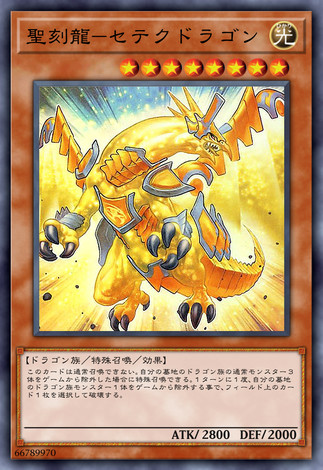 聖刻龍－セテクドラゴン
光
【ドラゴン族／特殊召喚／効果】
このカードは通常召喚できない。自分の墓地のドラゴン族の通常モンスター３
体をゲームから除外した場合に特殊召喚できる。１ターンに１度、自分の墓地の
ドラゴン族モンスター１体をゲームから除外する事で、フィールド上のカー
ド１枚を選択して破壊する。
ATK/ 2800 DEF/2000
66789970